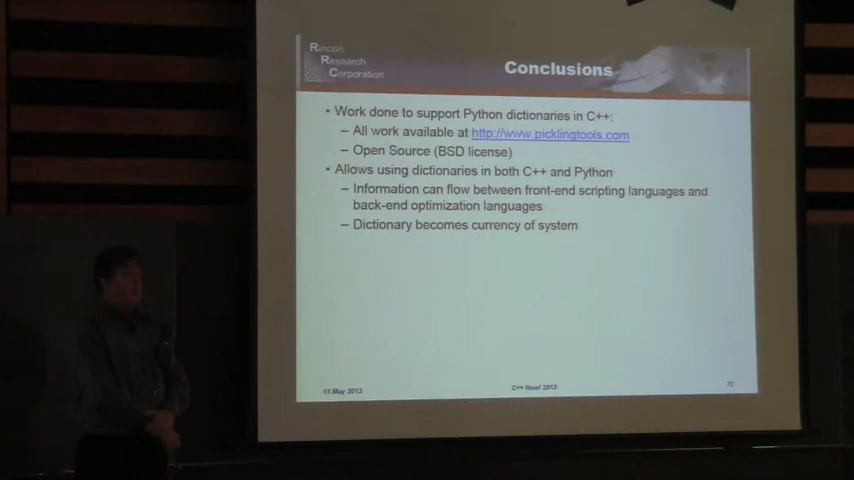 Rincon
Research
Corporation
Conclusions
• Work done to support Python dictionaries in C++:
– All work available at http://www.picklingtools.com
– Open Source (BSD license)
• Allows using dictionaries in both C++ and Python
– Information can flow between front-end scripting languages and
back-end optimization languages
– Dictionary becomes currency of system
15 May 2013
C++ Now! 2013
72